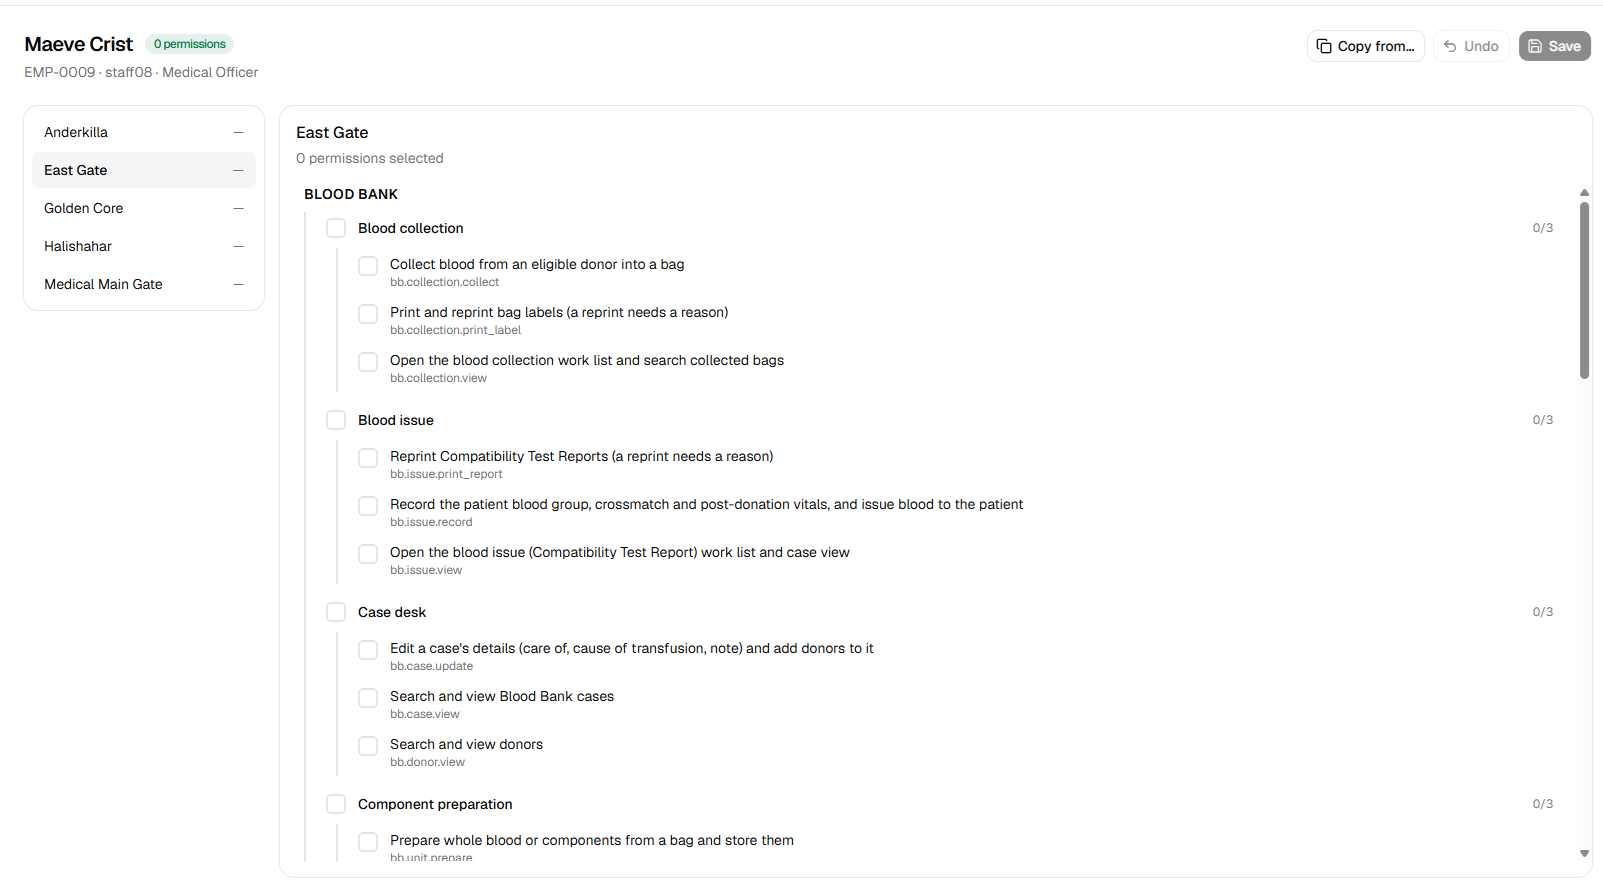 Maeve Crist 0 permissions
EMP-0009 · staff08 · Medical Officer
Copy from...
Undo
Save
Anderkilla —
East Gate —
Golden Core —
Halishahar —
Medical Main Gate —
East Gate
0 permissions selected
BLOOD BANK
Blood collection 0/3
Collect blood from an eligible donor into a bag
bb.collection.collect
Print and reprint bag labels (a reprint needs a reason)
bb.collection.print_label
Open the blood collection work list and search collected bags
bb.collection.view
Blood issue 0/3
Reprint Compatibility Test Reports (a reprint needs a reason)
bb.issue.print_report
Record the patient blood group, crossmatch and post-donation vitals, and issue blood to the patient
bb.issue.record
Open the blood issue (Compatibility Test Report) work list and case view
bb.issue.view
Case desk 0/3
Edit a case's details (care of, cause of transfusion, note) and add donors to it
bb.case.update
Search and view Blood Bank cases
bb.case.view
Search and view donors
bb.donor.view
Component preparation 0/3
Prepare whole blood or components from a bag and store them
bb.unit.prepare